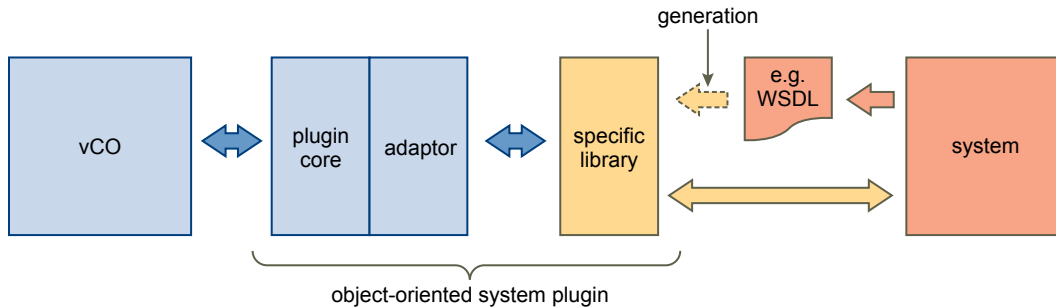 generation
vCO
plugin
core
adaptor
specific
library
e.g.
WSDL
system
object-oriented system plugin